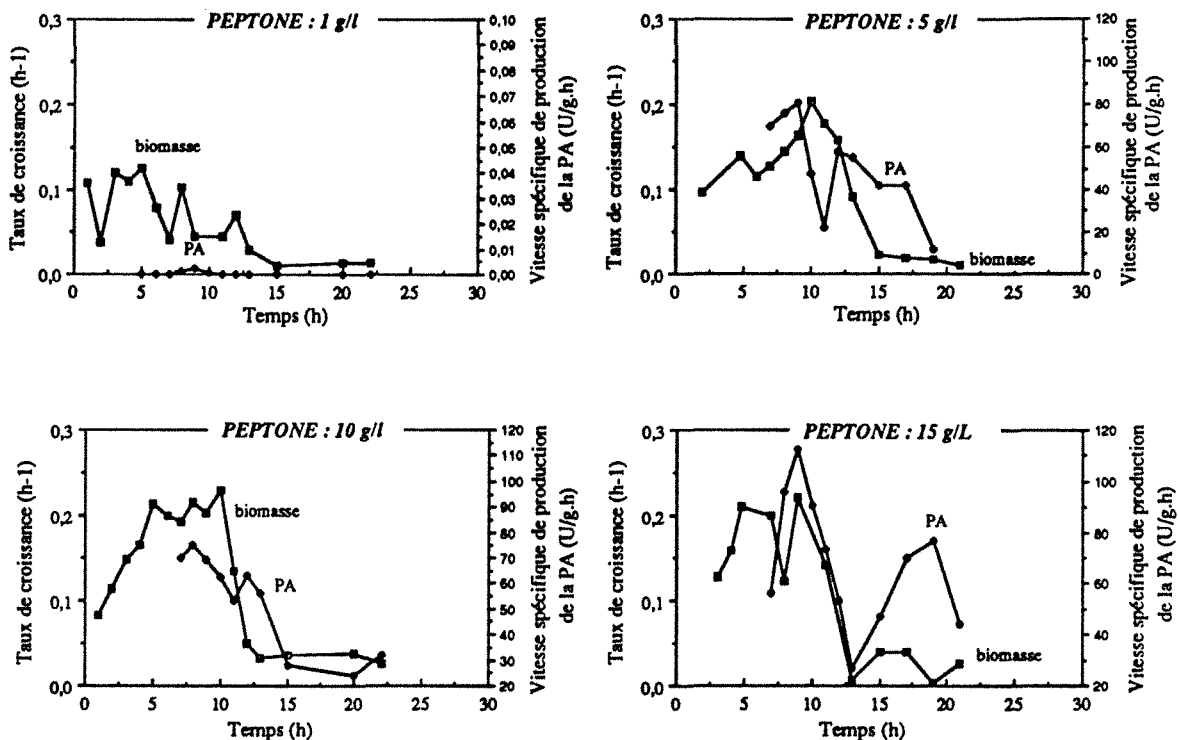 PEPTONE : 1 g/l
Taux de croissance (h-1)
0,3
0,2
0,1
0,0
biomasse
PA
0 5 10 15 20 25 30
Temps (h)
0,10
0,09
0,08
0,07
0,06
0,05
0,04
0,03
0,02
0,01
0,00
Vitesse spécifique de production
de la PA (U/g.h)
PEPTONE : 5 g/l
Taux de croissance (h-1)
0,3
0,2
0,1
0,0
PA
biomasse
0 5 10 15 20 25 30
Temps (h)
120
100
80
60
40
20
0
Vitesse spécifique de production
de la PA (U/g.h)
PEPTONE : 10 g/l
Taux de croissance (h-1)
0,3
0,2
0,1
0,0
biomasse
PA
0 5 10 15 20 25 30
Temps (h)
120
110
100
90
80
70
60
50
40
30
20
Vitesse spécifique de production
de la PA (U/g.h)
PEPTONE : 15 g/L
Taux de croissance (h-1)
0,3
0,2
0,1
0,0
PA
biomasse
0 5 10 15 20 25 30
Temps (h)
120
100
80
60
40
20
Vitesse spécifique de production
de la PA (U/g.h)